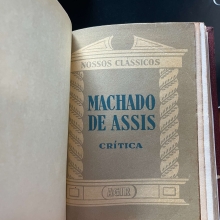 NOSSOS CLÁSSICOS
MACHADO
DE ASSIS
CRÍTICA
AGIR